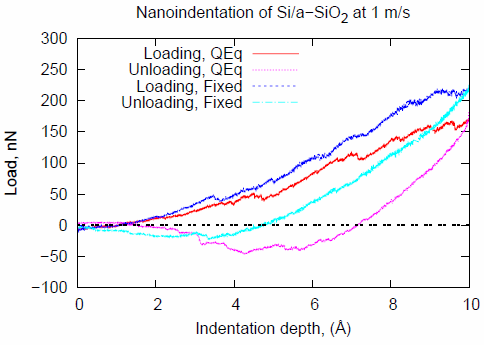 Nanoindentation of Si/a−SiO2 at 1 m/s
Load, nN
300
250
200
150
100
50
0
−50
−100
Loading, QEq
Unloading, QEq
Loading, Fixed
Unloading, Fixed
0 2 4 6 8 10
Indentation depth, (Å)